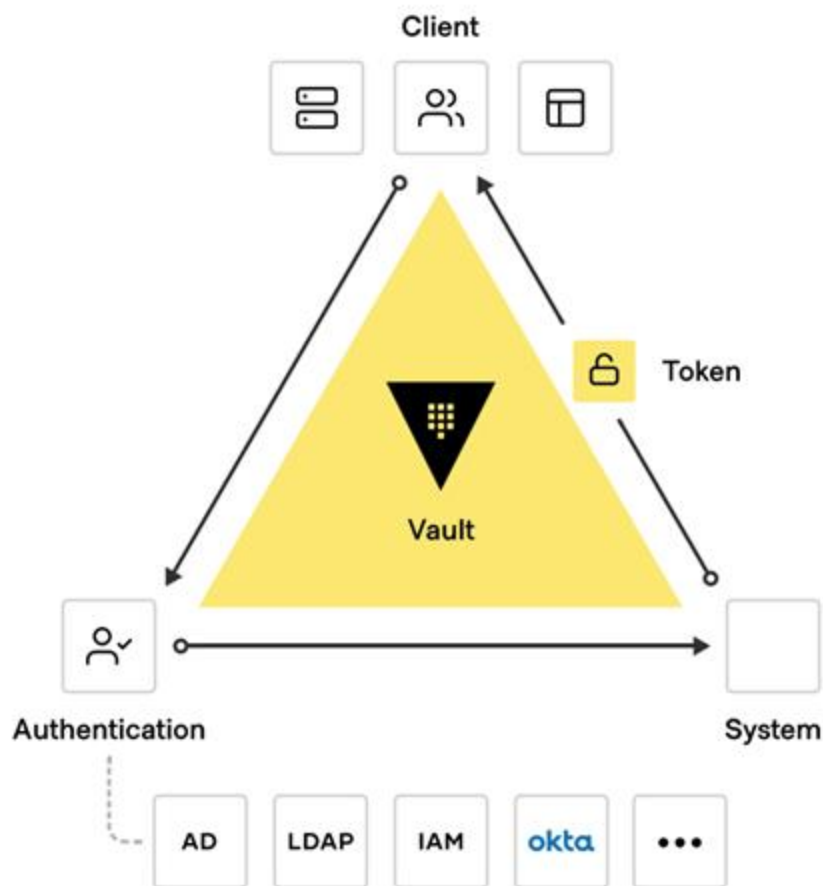 Client
Token
Vault
Authentication
System
AD
LDAP
IAM
okta
•••